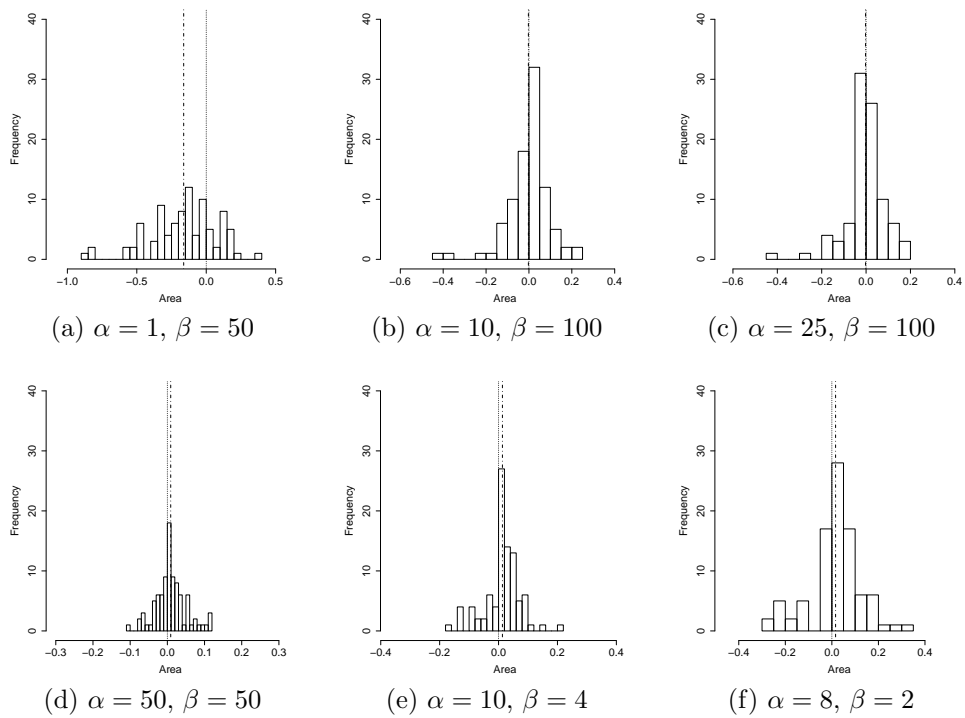 Frequency
0 10 20 30 40
−1.0 −0.5 0.0 0.5
Area
(a) α = 1, β = 50
Frequency
0 10 20 30 40
−0.6 −0.4 −0.2 0.0 0.2 0.4
Area
(b) α = 10, β = 100
Frequency
0 10 20 30 40
−0.6 −0.4 −0.2 0.0 0.2 0.4
Area
(c) α = 25, β = 100
Frequency
0 10 20 30 40
−0.3 −0.2 −0.1 0.0 0.1 0.2 0.3
Area
(d) α = 50, β = 50
Frequency
0 10 20 30 40
−0.4 −0.2 0.0 0.2 0.4
Area
(e) α = 10, β = 4
Frequency
0 10 20 30 40
−0.4 −0.2 0.0 0.2 0.4
Area
(f) α = 8, β = 2